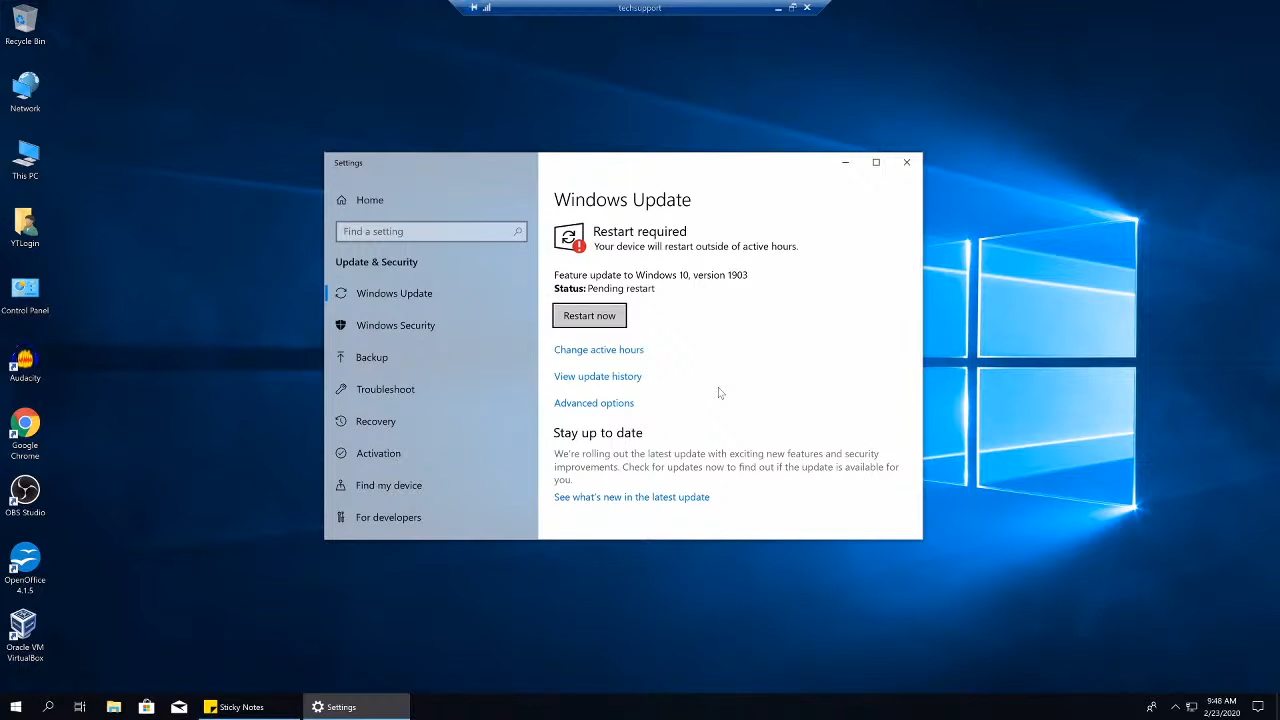 techsupport
Recycle Bin
Network
This PC
YTLogin
Control Panel
Audacity
Google
Chrome
OBS Studio
OpenOffice
4.1.5
Oracle VM
VirtualBox
Settings
Home
Find a setting
Update & Security
Windows Update
Windows Security
Backup
Troubleshoot
Recovery
Activation
Find my device
For developers
Windows Update
Restart required
Your device will restart outside of active hours.
Feature update to Windows 10, version 1903
Status: Pending restart
Restart now
Change active hours
View update history
Advanced options
Stay up to date
We're rolling out the latest update with exciting new features and security
improvements. Check for updates now to find out if the update is available for
you.
See what's new in the latest update
Sticky Notes
Settings
9:48 AM
2/23/2020